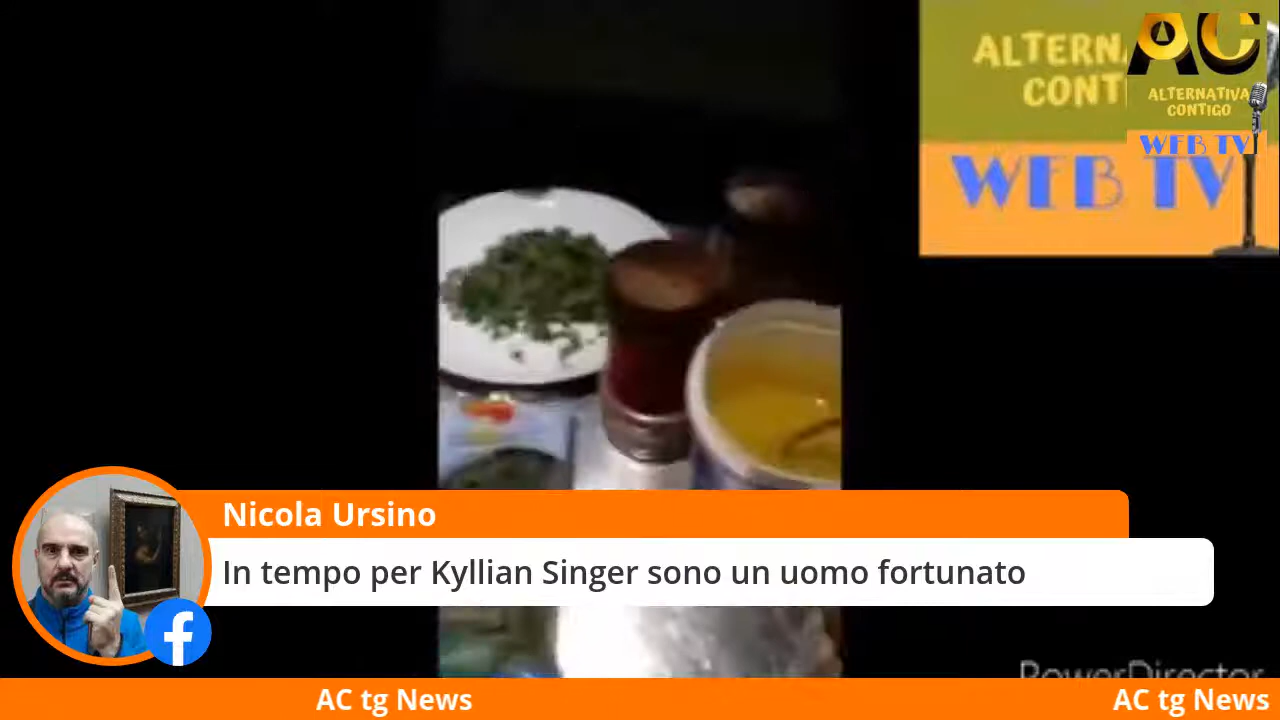 ALTERNA
CONT
WEB TV
AC
ALTERNATIVA
CONTIGO
WEB TV
Nicola Ursino
In tempo per Kyllian Singer sono un uomo fortunato
PowerDirector
AC tg News
AC tg News